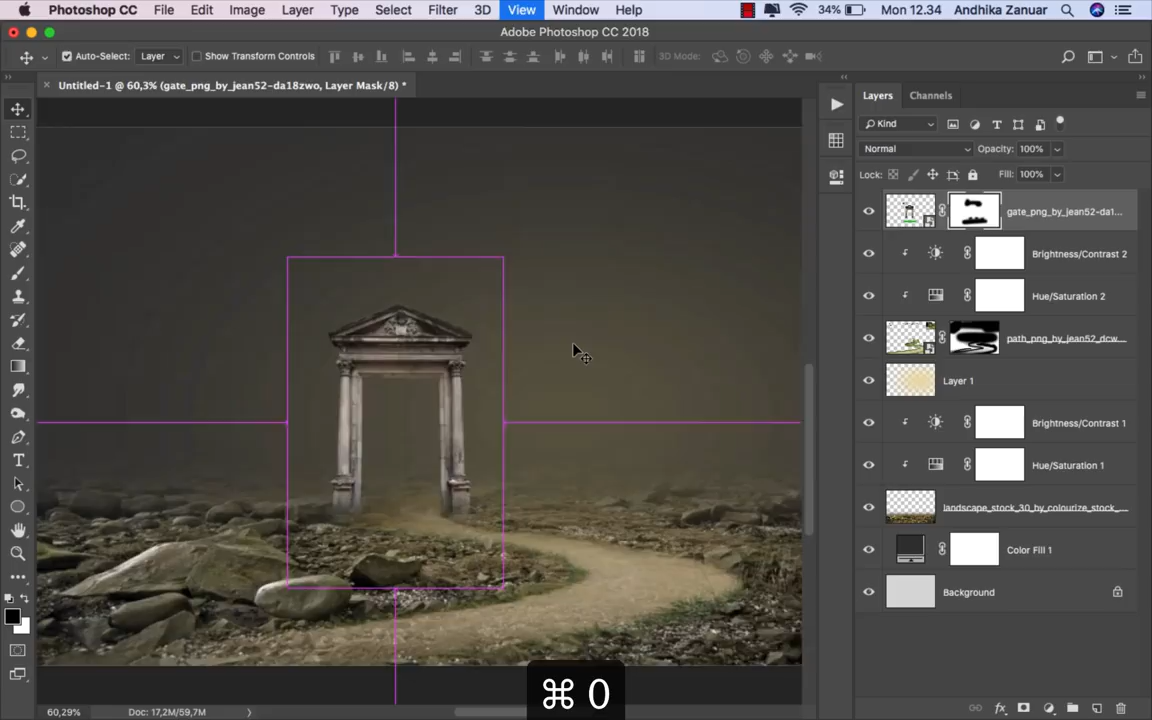 Photoshop CC File Edit Image Layer Type Select Filter 3D View Window Help 34% Mon 12.34 Andhika Zanuar
Adobe Photoshop CC 2018
Auto-Select: Layer Show Transform Controls 3D Mode:
Untitled-1 @ 60,3% (gate_png_by_jean52-da18zwo, Layer Mask/8) *
Layers Channels
Kind
Normal Opacity: 100%
Lock: Fill: 100%
gate_png_by_jean52-da1...
Brightness/Contrast 2
Hue/Saturation 2
path_png_by_jean52_dcw...
Layer 1
Brightness/Contrast 1
Hue/Saturation 1
landscape_stock_30_by_colourize_stock_...
Color Fill 1
Background
⌘ 0
60,29% Doc: 17,2M/59,7M